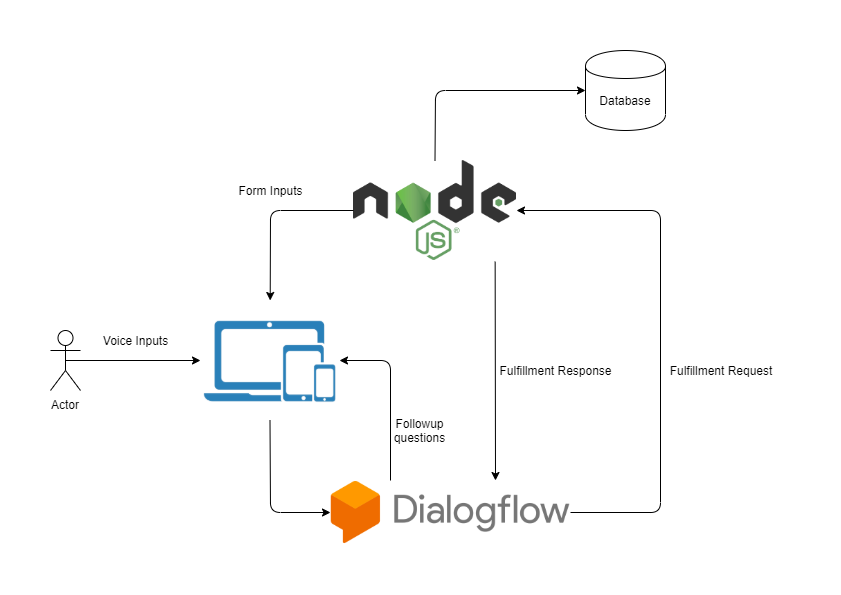 Database
node
JS®
Form Inputs
Voice Inputs
Actor
Fulfillment Response
Fulfillment Request
Followup
questions
Dialogflow